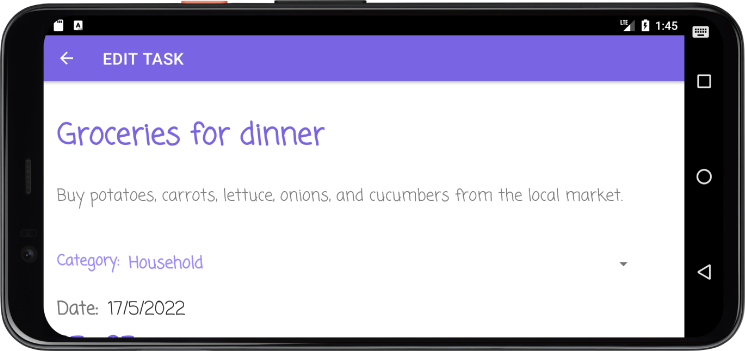 LTE 1:45
EDIT TASK
Groceries for dinner
Buy potatoes, carrots, lettuce, onions, and cucumbers from the local market.
Category: Household
Date: 17/5/2022